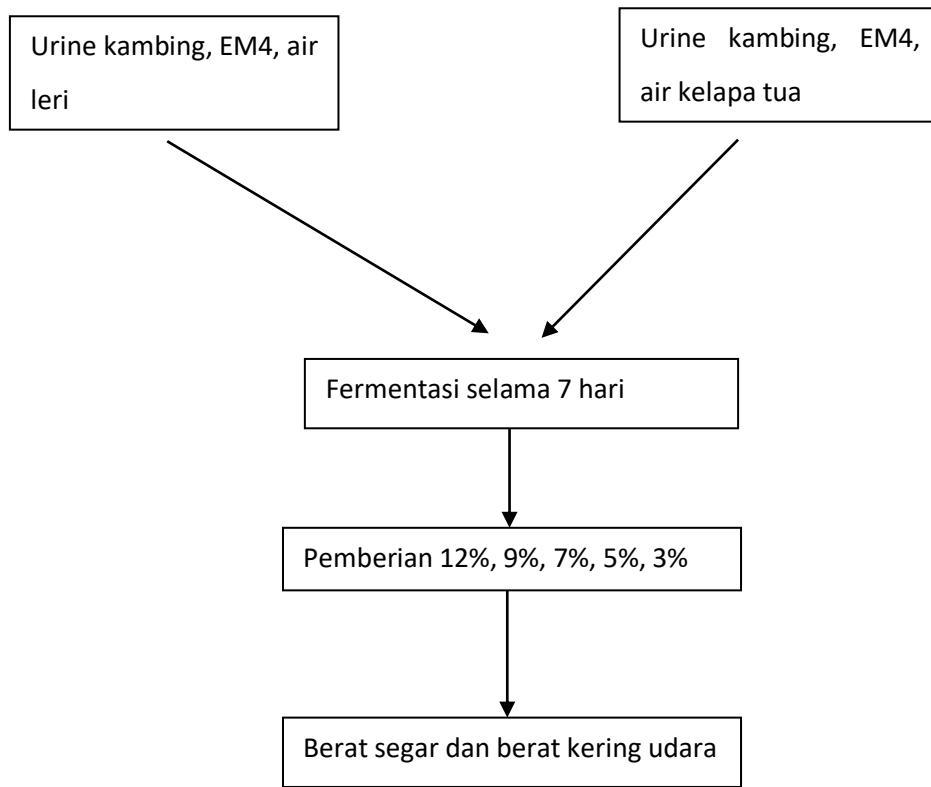 Urine kambing, EM4, air
leri
Urine kambing, EM4,
air kelapa tua
Fermentasi selama 7 hari
Pemberian 12%, 9%, 7%, 5%, 3%
Berat segar dan berat kering udara